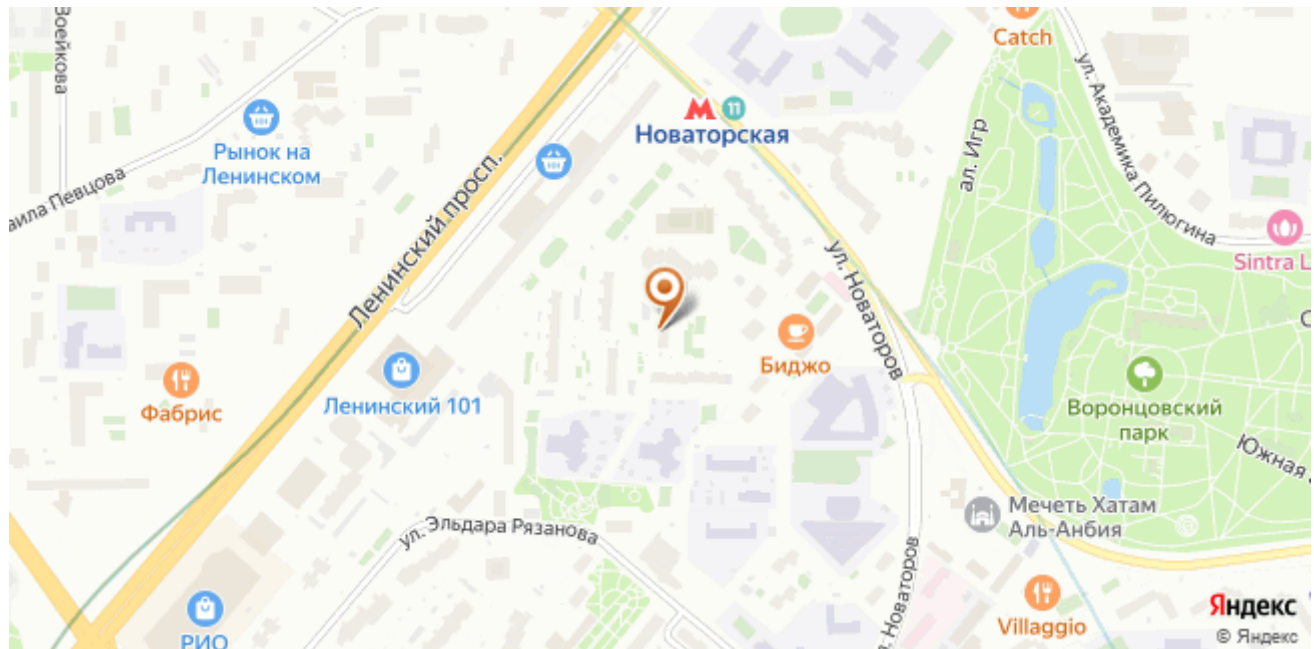 Воейкова
Catch
ул. Академика Пилюгина
11
Новаторская
ал. Игр
Рынок на
Ленинском
аила Певцова
Ленинский просп.
ул. Новаторов
Sintra L
Биджо
Ленинский 101
Фабрис
Воронцовский
парк
Южная
Мечеть Хатам
Аль-Анбия
ул. Эльдара Рязанова
. Новаторов
Villaggio
РИО
Яндекс
© Яндекс